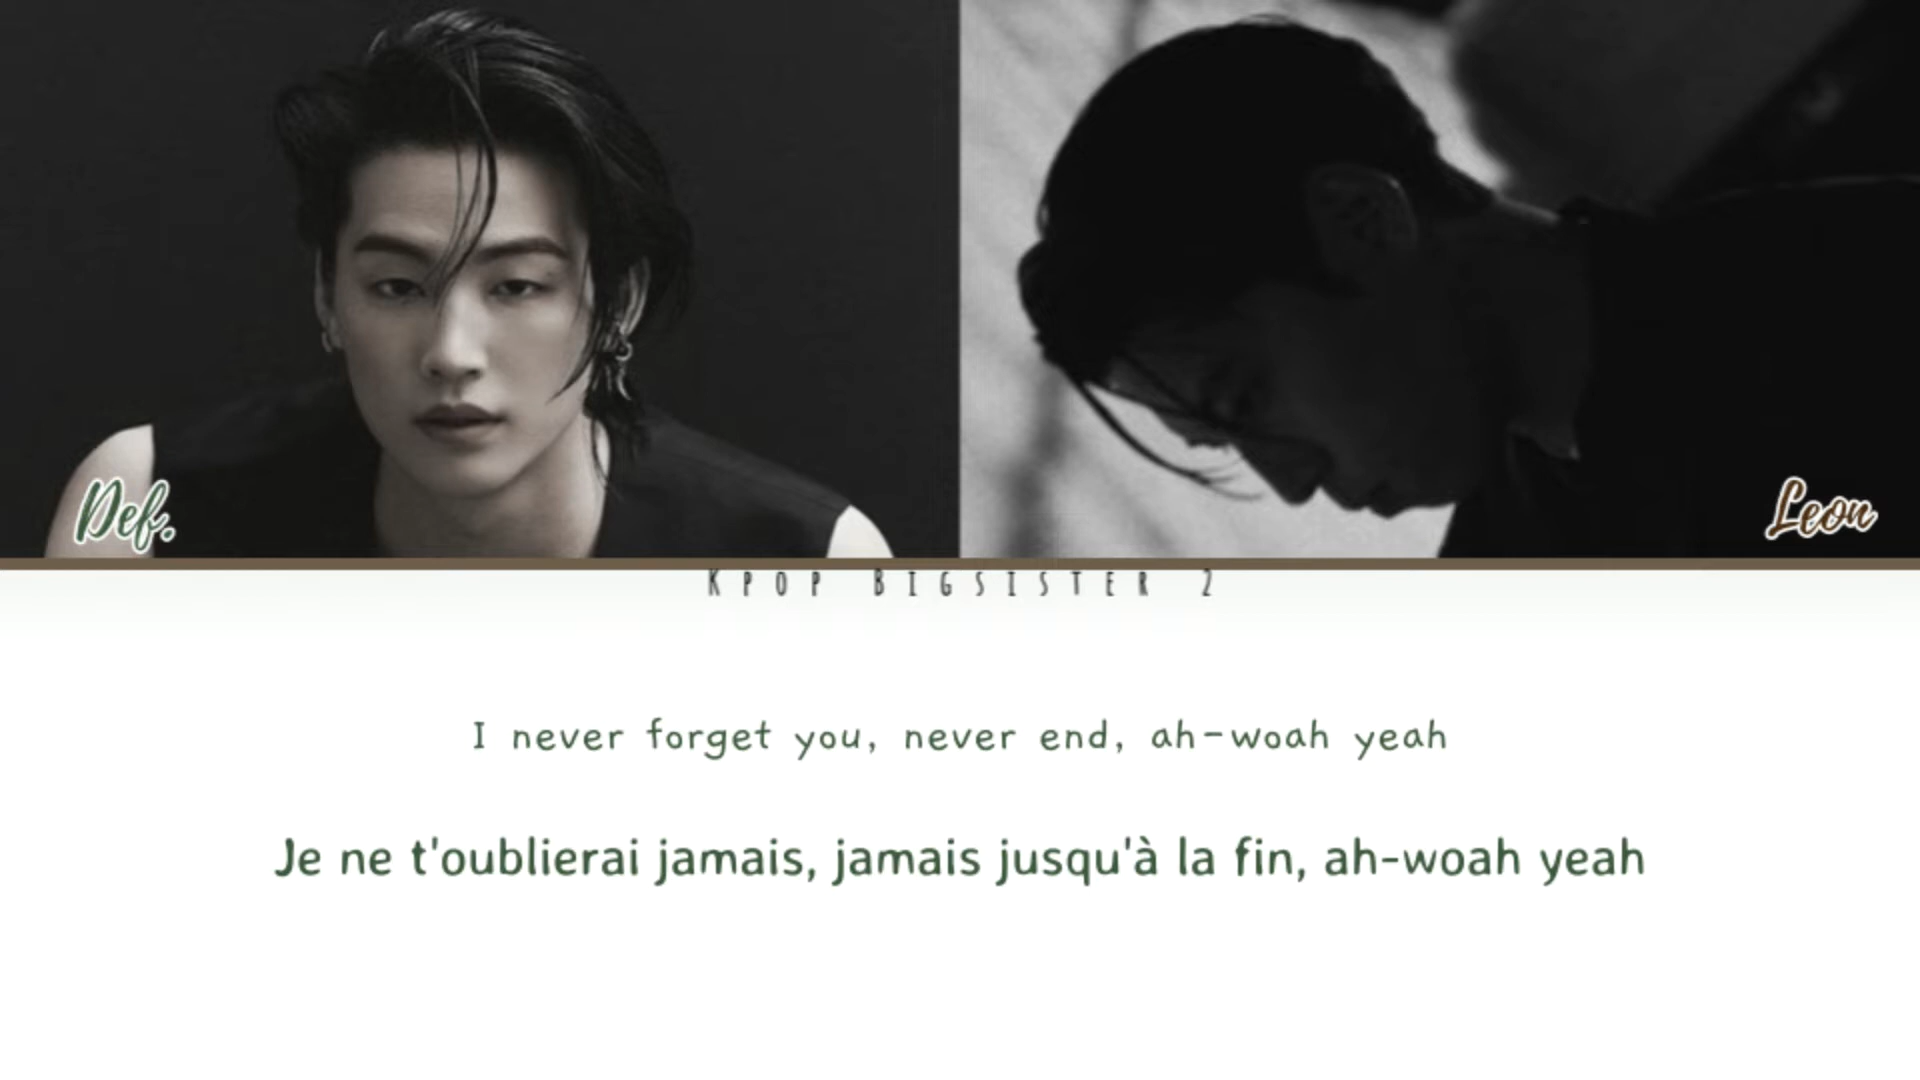 Def.
Leon
KPOP BIGSISTER 2
I never forget you, never end, ah-woah yeah
Je ne t'oublierai jamais, jamais jusqu'à la fin, ah-woah yeah